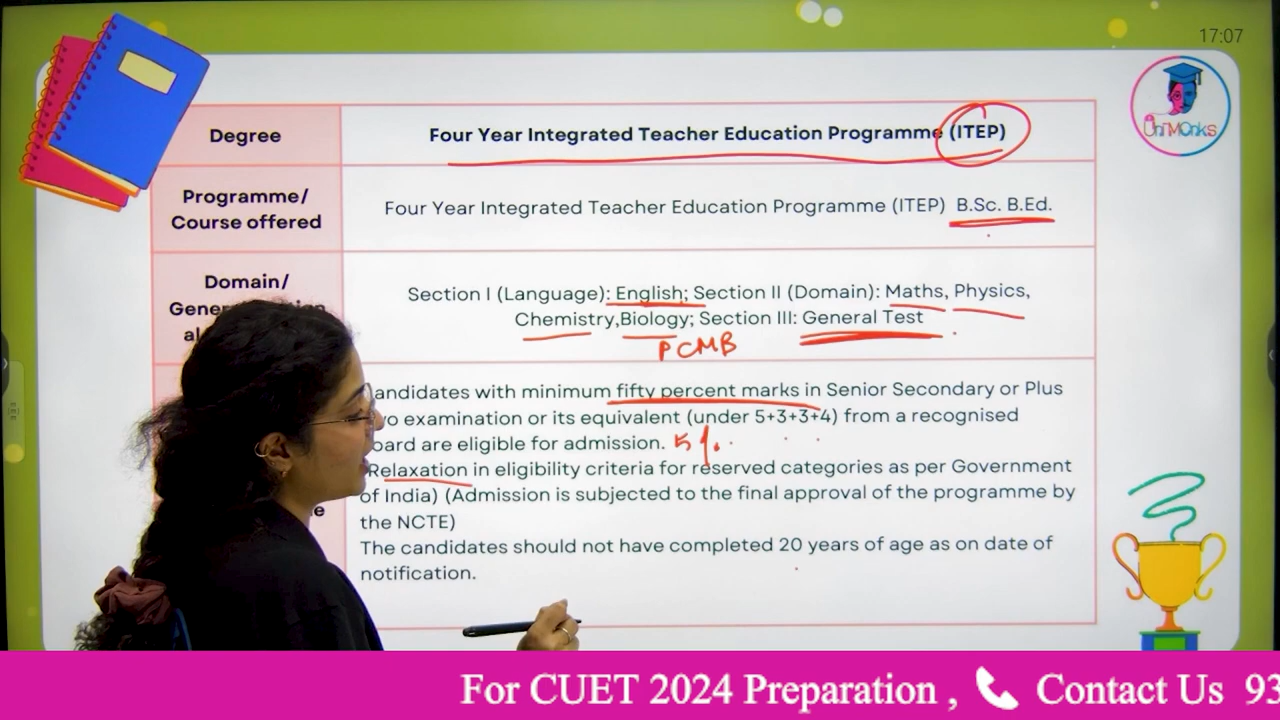 17:07
UniMonks
Degree
Four Year Integrated Teacher Education Programme (ITEP)
Programme/
Course offered
Four Year Integrated Teacher Education Programme (ITEP) B.Sc. B.Ed.
Domain/
Section I (Language): English; Section II (Domain): Maths, Physics,
Chemistry,Biology; Section III: General Test
PCMB
andidates with minimum fifty percent marks in Senior Secondary or Plus
wo examination or its equivalent (under 5+3+3+4) from a recognised
oard are eligible for admission. 5%
Relaxation in eligibility criteria for reserved categories as per Government
of India) (Admission is subjected to the final approval of the programme by
the NCTE)
The candidates should not have completed 20 years of age as on date of
notification.
For CUET 2024 Preparation , Contact Us 93